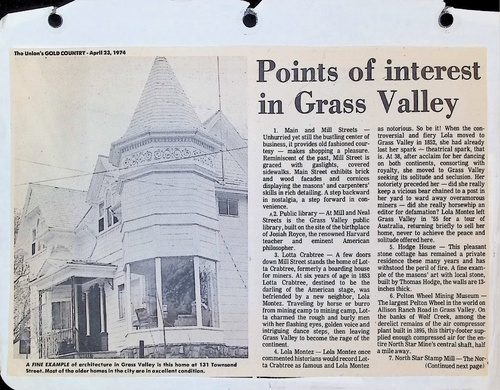 The Union's GOLD COUNTRY - April 23, 1974
Points of interest
in Grass Valley
1. Main and Mill Streets —
Unhurried yet still the bustling center of
business, it provides old fashioned cour-
tesy — makes shopping a pleasure.
Reminiscent of the past, Mill Street is
graced with gaslights, covered
sidewalks. Main Street exhibits brick
and wood facades and cornices
displaying the masons' and carpenters'
skills in rich detailing. A step backward
in nostalgia, a step forward in con-
venience.
2. Public library — At Mill and Neal
Streets is the Grass Valley public
library, built on the site of the birthplace
of Josiah Royce, the renowned Harvard
teacher and eminent American
philosopher.
3. Lotta Crabtree — A few doors
down Mill Street stands the home of Lot-
ta Crabtree, formerly a boarding house
for miners. At six years of age in 1853
Lotta Crabtree, destined to be the
darling of the American stage, was
befriended by a new neighbor, Lola
Montez. Traveling by horse or burro
from mining camp to mining camp, Lot-
ta charmed the rough and burly men
with her flashing eyes, golden voice and
intriguing dance steps, then leaving
Grass Valley to become the rage of the
continent.
4. Lola Montez — Lola Montez once
commented historians would record Lot-
ta Crabtree as famous and Lola Montez
as notorious. So be it! When the con-
troversial and fiery Lola moved to
Grass Valley in 1852, she had already
lost her spark — theatrical spark, that
is. At 38, after acclaim for her dancing
on both continents, consorting with
royalty, she moved to Grass Valley
seeking its solitude and seclusion. Her
notoriety preceded her — did she really
keep a vicious bear chained to a post in
her yard to ward away overamorous
miners — did she really horsewhip an
editor for defamation? Lola Montez left
Grass Valley in '55 for a tour of
Australia, returning briefly to sell her
home, never to achieve the peace and
solitude offered here.
5. Hodge House — This pleasant
stone cottage has remained a private
residence these many years and has
withstood the peril of fire. A fine exam-
ple of the masons' art with local stone,
built by Thomas Hodge, the walls are 12-
inches thick.
6. Pelton Wheel Mining Museum —
The largest Pelton Wheel in the world on
Allison Ranch Road in Grass Valley. On
the banks of Wolf Creek, among the
derelict remains of the air compressor
plant built in 1895, this thirty-footer sup-
plied enough compressed air for the en-
tire North Star Mine's central shaft, half
a mile away.
7. North Star Stamp Mill — The Nor-
(Continued next page)
A FINE EXAMPLE of architecture in Grass Valley is this home at 131 Townsend
Street. Most of the older homes in the city are in excellent condition.